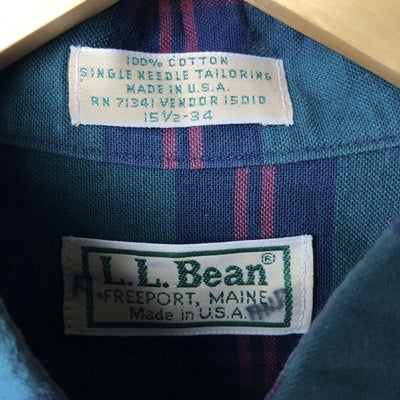 100% COTTON
SINGLE NEEDLE TAILORING
MADE IN U.S.A.
RN 71341 VENDOR 15010
15 1/2-34
L.L. Bean®
FREEPORT, MAINE
Made in U.S.A.